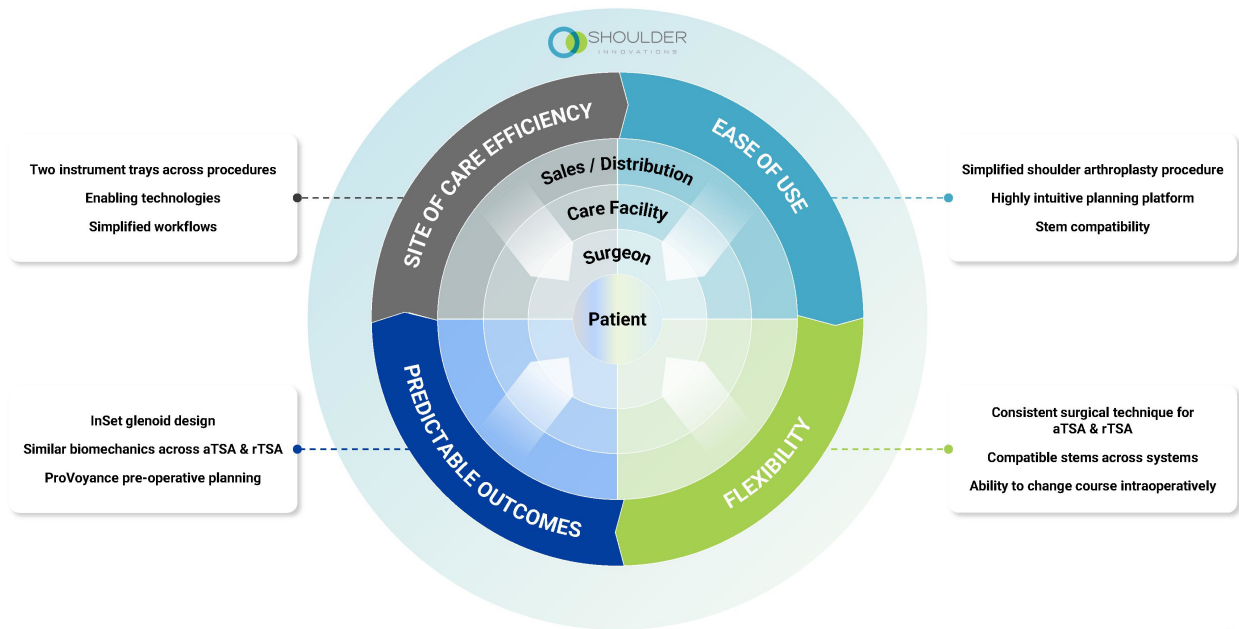 SHOULDER
INNOVATIONS
SITE OF CARE EFFICIENCY
EASE OF USE
Sales / Distribution
Care Facility
Surgeon
Patient
PREDICTABLE OUTCOMES
FLEXIBILITY
Two instrument trays across procedures
Enabling technologies
Simplified workflows
Simplified shoulder arthroplasty procedure
Highly intuitive planning platform
Stem compatibility
InSet glenoid design
Similar biomechanics across aTSA & rTSA
ProVoyance pre-operative planning
Consistent surgical technique for
aTSA & rTSA
Compatible stems across systems
Ability to change course intraoperatively